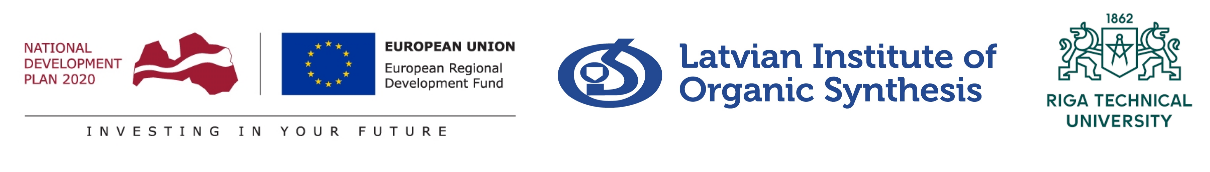 NATIONAL
DEVELOPMENT
PLAN 2020
EUROPEAN UNION
European Regional
Development Fund
INVESTING IN YOUR FUTURE
Latvian Institute of
Organic Synthesis
1862
RIGA TECHNICAL
UNIVERSITY